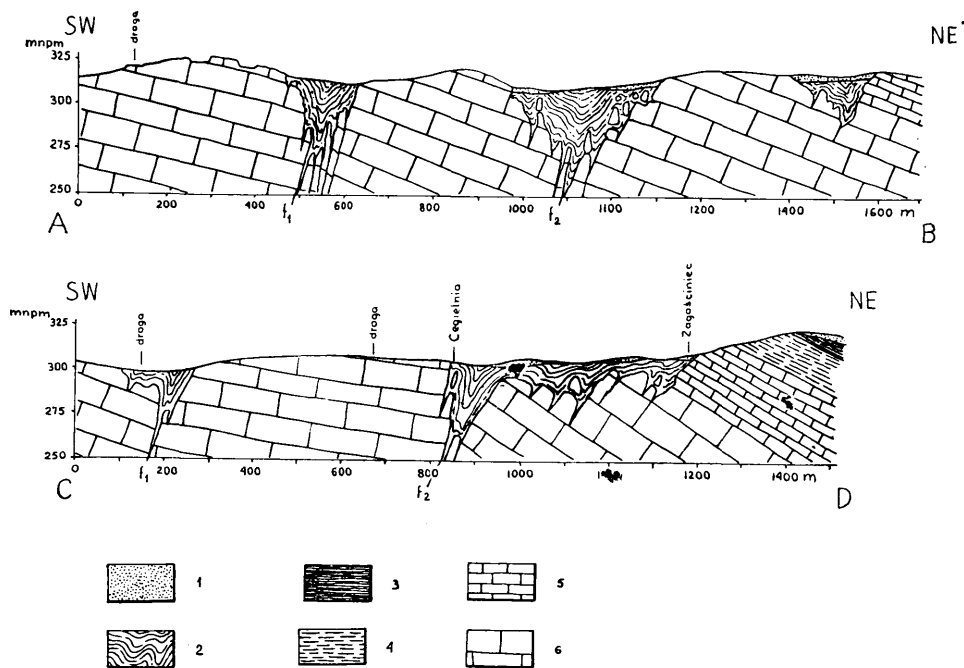 SW NE
droga
mnpm
325
300
275
250
0 200 400 600 800 1000 1100 1200 1400 1600 m
A f1 f2 B
SW NE
droga droga Cegielnia Zagościniec
mnpm
325
300
275
250
0 200 400 600 800 1000 1200 1400 m
C f1 f2 D
1 3 5
2 4 6